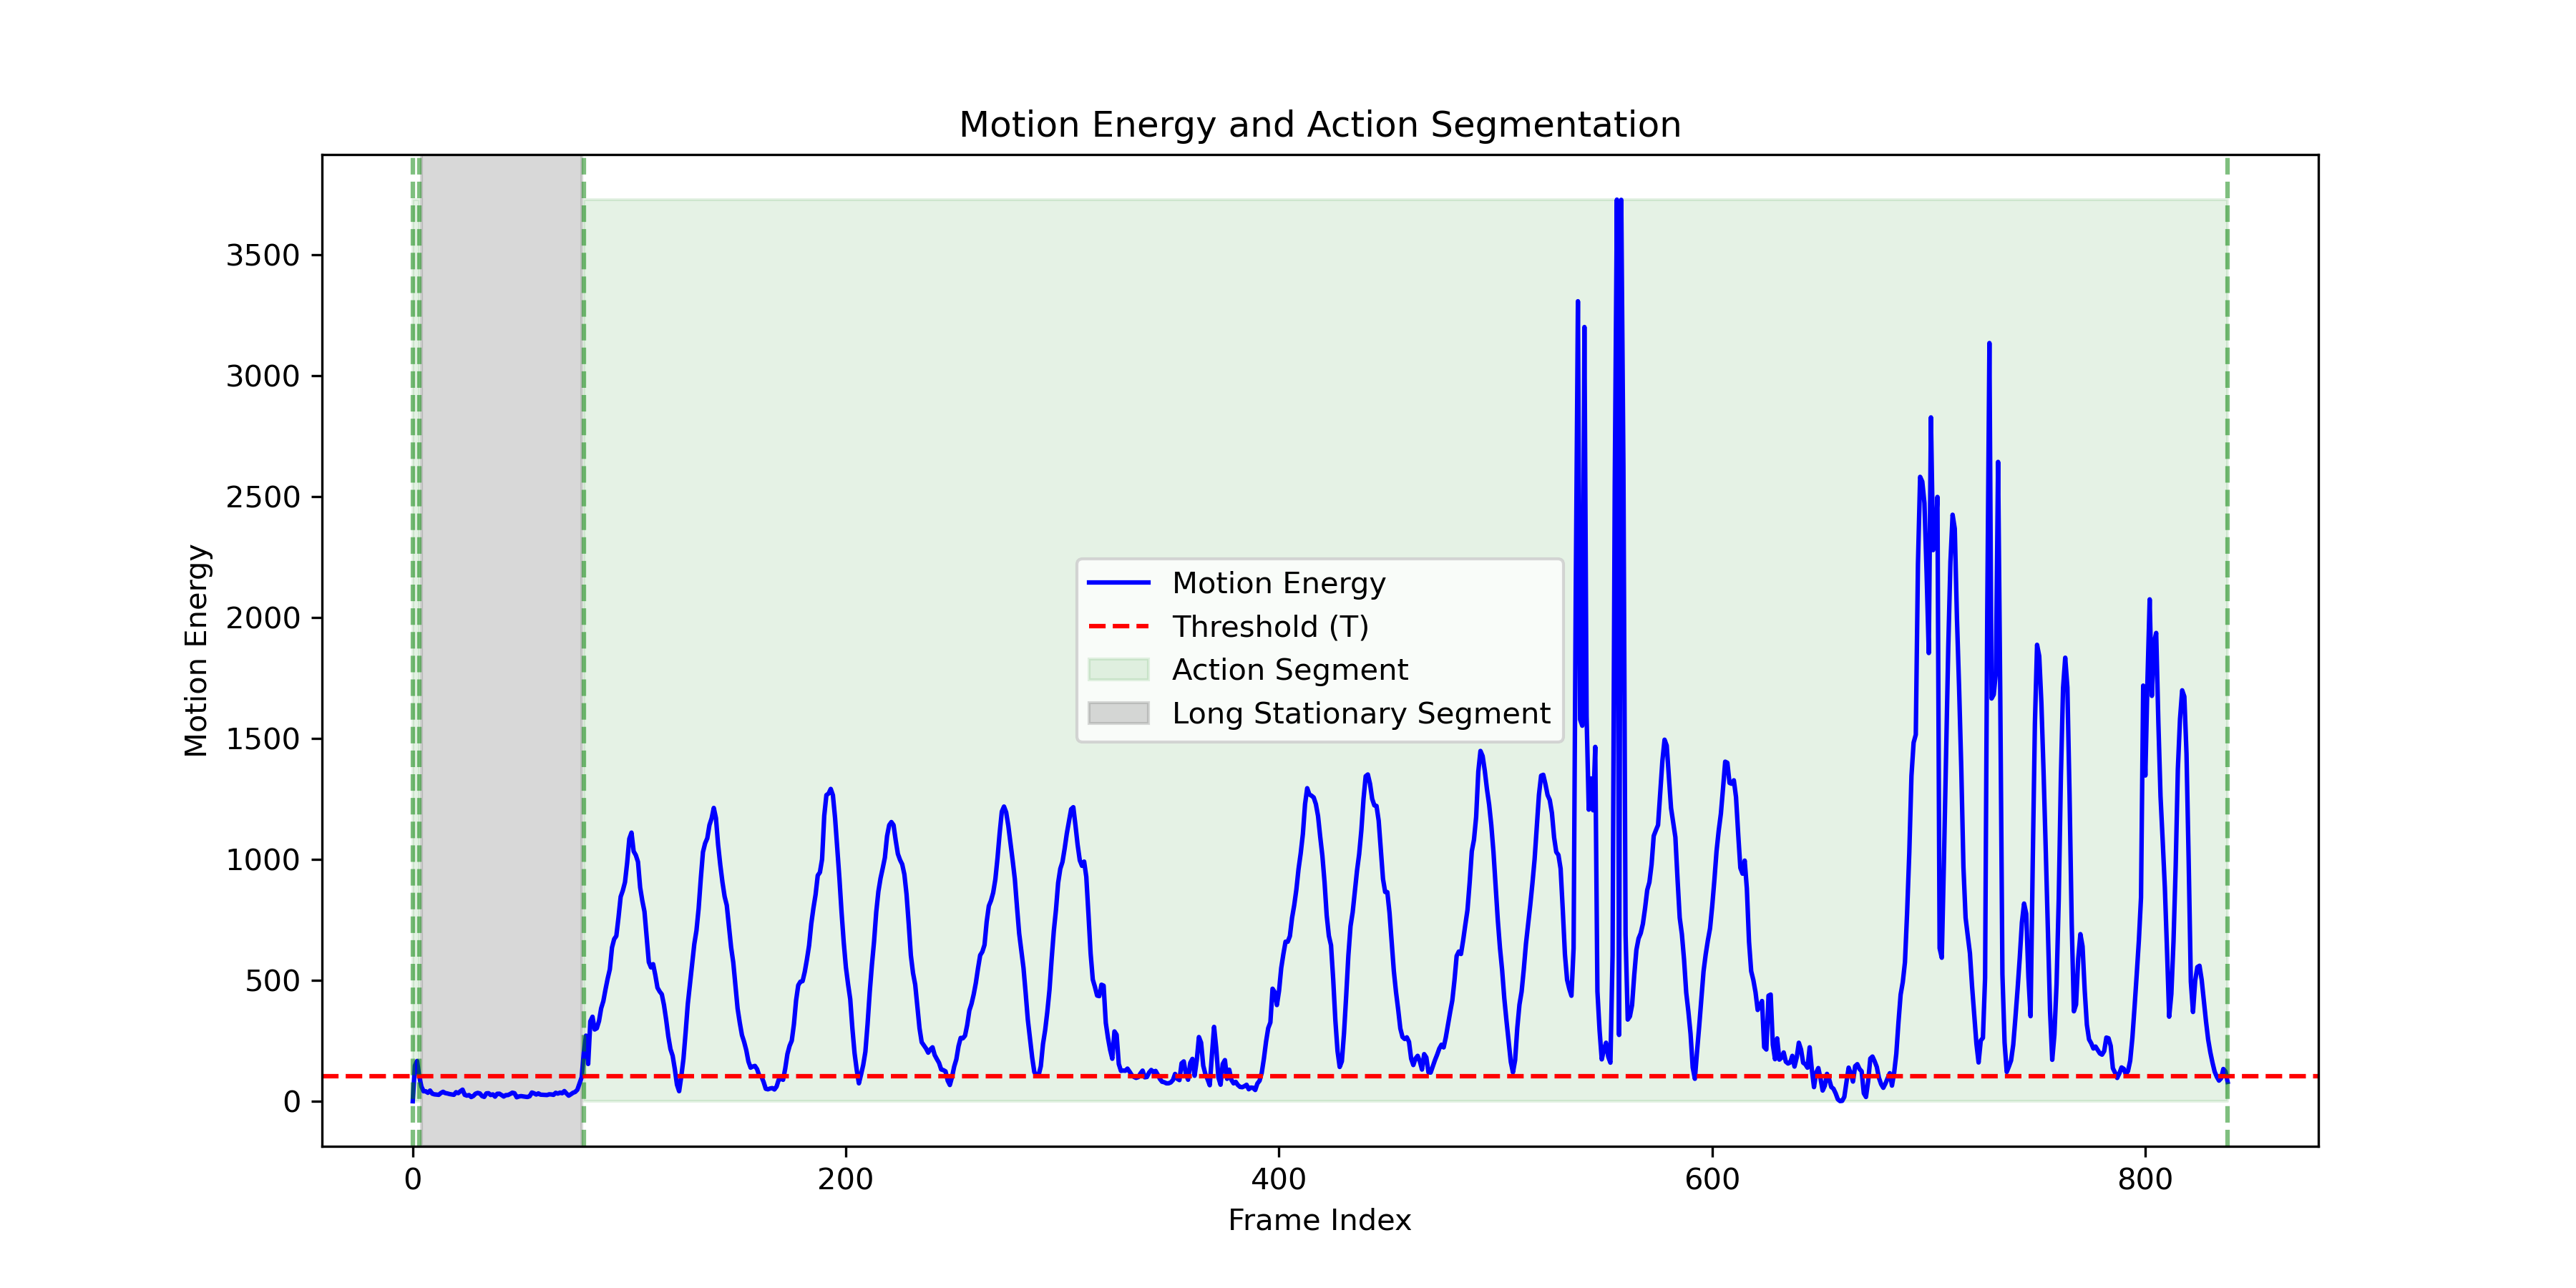 Motion Energy and Action Segmentation
Motion Energy
3500
3000
2500
2000
1500
1000
500
0
Motion Energy
Threshold (T)
Action Segment
Long Stationary Segment
0 200 400 600 800
Frame Index